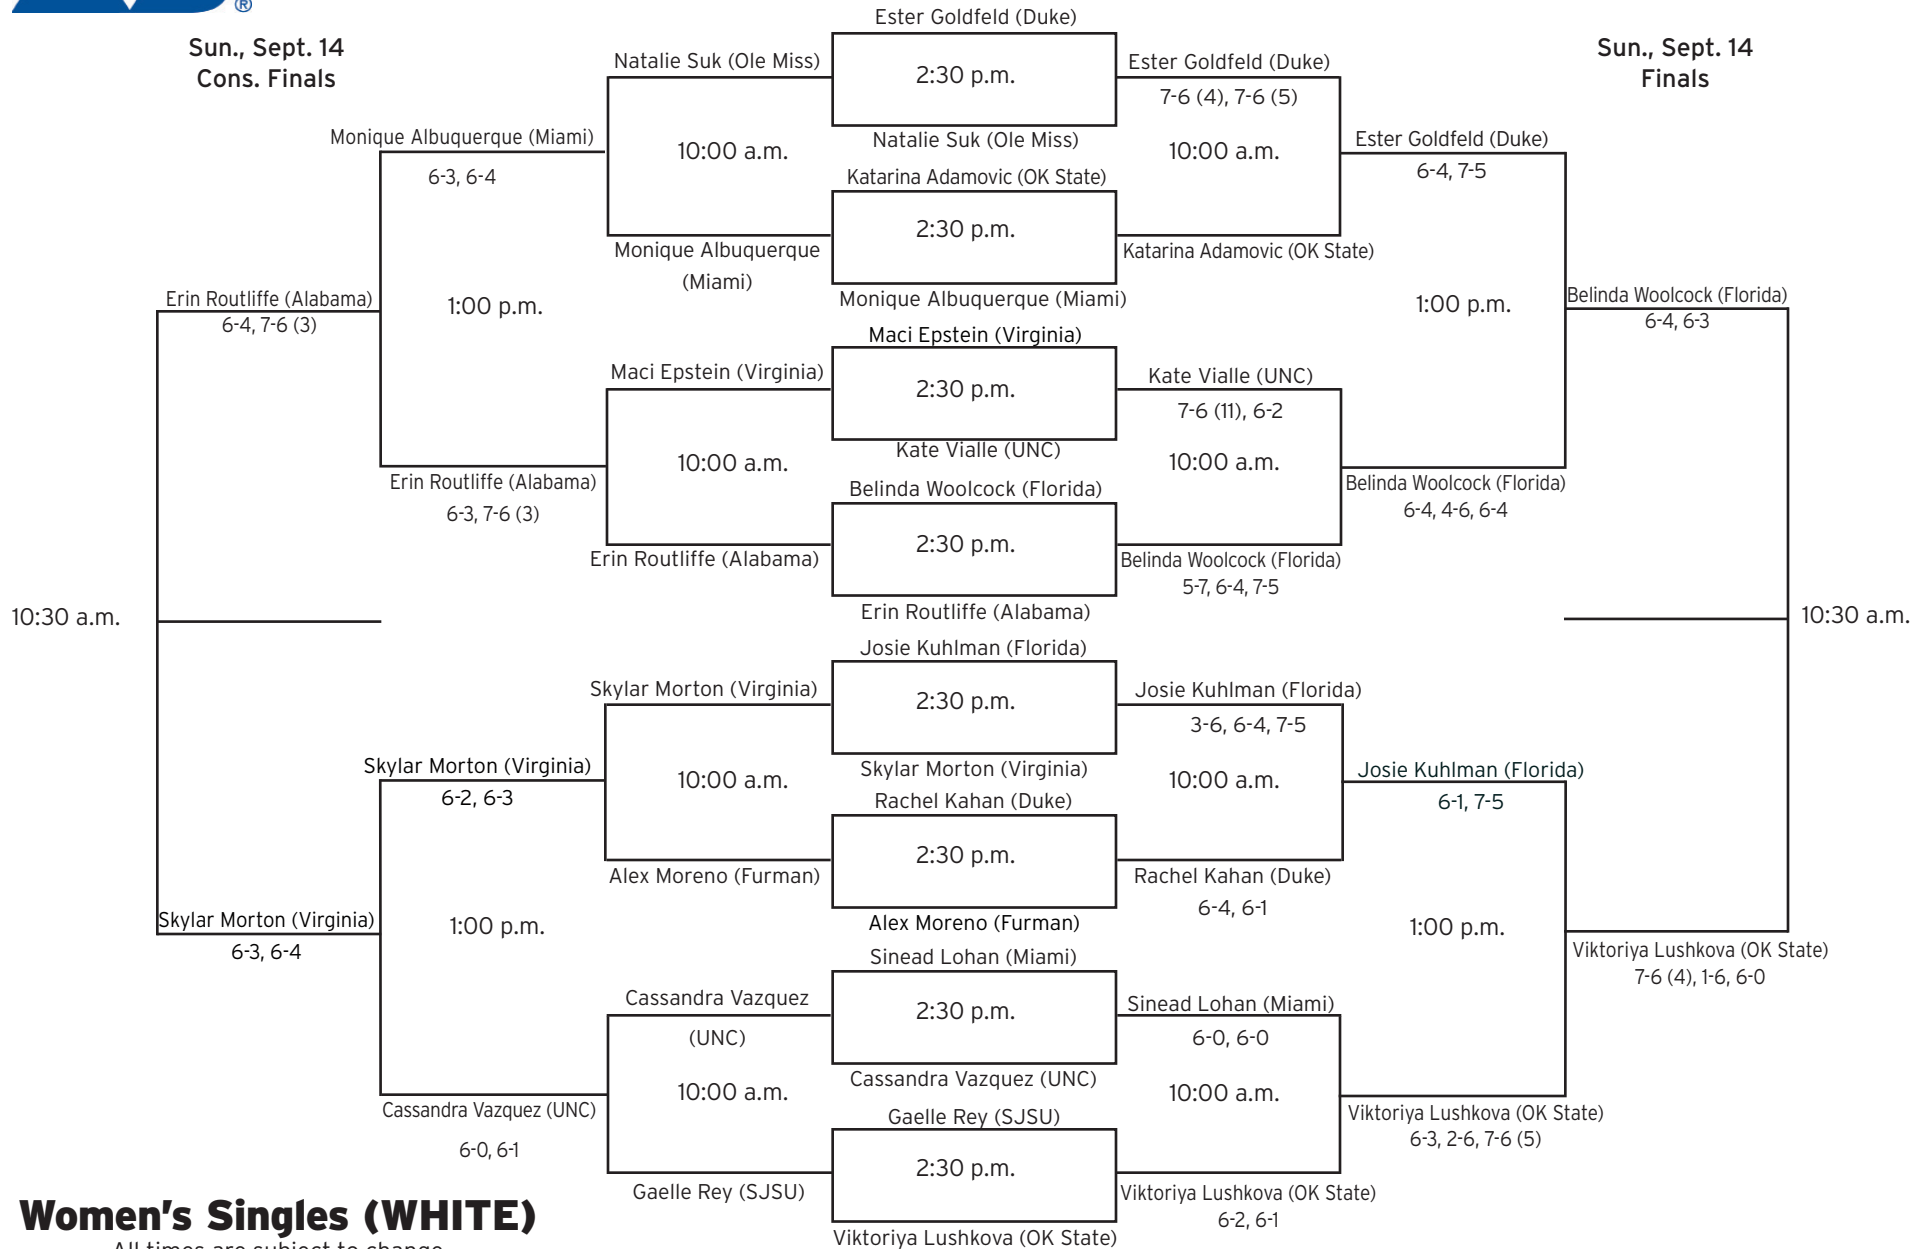 ®
Sun., Sept. 14
Cons. Finals
Sun., Sept. 14
Finals
Ester Goldfeld (Duke)
2:30 p.m.
Natalie Suk (Ole Miss)
Katarina Adamovic (OK State)
2:30 p.m.
Monique Albuquerque (Miami)
Maci Epstein (Virginia)
2:30 p.m.
Kate Vialle (UNC)
Belinda Woolcock (Florida)
2:30 p.m.
Erin Routliffe (Alabama)
Josie Kuhlman (Florida)
2:30 p.m.
Skylar Morton (Virginia)
Rachel Kahan (Duke)
2:30 p.m.
Alex Moreno (Furman)
Sinead Lohan (Miami)
2:30 p.m.
Cassandra Vazquez (UNC)
Gaelle Rey (SJSU)
2:30 p.m.
Viktoriya Lushkova (OK State)
Natalie Suk (Ole Miss)
10:00 a.m.
Monique Albuquerque
(Miami)
Maci Epstein (Virginia)
10:00 a.m.
Erin Routliffe (Alabama)
Skylar Morton (Virginia)
10:00 a.m.
Alex Moreno (Furman)
Cassandra Vazquez
(UNC)
10:00 a.m.
Gaelle Rey (SJSU)
Monique Albuquerque (Miami)
6-3, 6-4
1:00 p.m.
Erin Routliffe (Alabama)
6-3, 7-6 (3)
Skylar Morton (Virginia)
6-2, 6-3
1:00 p.m.
Cassandra Vazquez (UNC)
6-0, 6-1
Erin Routliffe (Alabama)
6-4, 7-6 (3)
10:30 a.m.
Skylar Morton (Virginia)
6-3, 6-4
Ester Goldfeld (Duke)
7-6 (4), 7-6 (5)
10:00 a.m.
Katarina Adamovic (OK State)
Kate Vialle (UNC)
7-6 (11), 6-2
10:00 a.m.
Belinda Woolcock (Florida)
5-7, 6-4, 7-5
Josie Kuhlman (Florida)
3-6, 6-4, 7-5
10:00 a.m.
Rachel Kahan (Duke)
6-4, 6-1
Sinead Lohan (Miami)
6-0, 6-0
10:00 a.m.
Viktoriya Lushkova (OK State)
6-2, 6-1
Ester Goldfeld (Duke)
6-4, 7-5
1:00 p.m.
Belinda Woolcock (Florida)
6-4, 4-6, 6-4
Josie Kuhlman (Florida)
6-1, 7-5
1:00 p.m.
Viktoriya Lushkova (OK State)
6-3, 2-6, 7-6 (5)
Belinda Woolcock (Florida)
6-4, 6-3
10:30 a.m.
Viktoriya Lushkova (OK State)
7-6 (4), 1-6, 6-0
Women's Singles (WHITE)
All times are subject to change